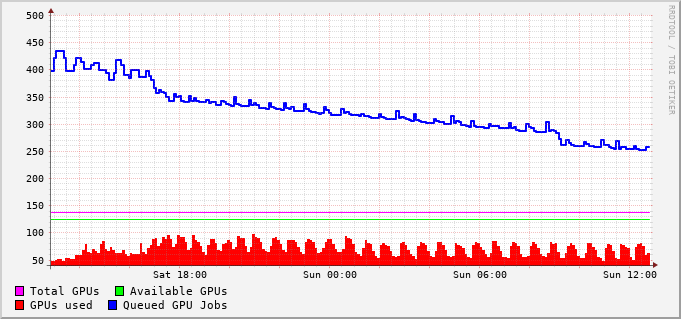 500
450
400
350
300
250
200
150
100
50
Sat 18:00 Sun 00:00 Sun 06:00 Sun 12:00
Total GPUs Available GPUs
GPUs used Queued GPU Jobs
RRDTOOL / TOBI OETIKER